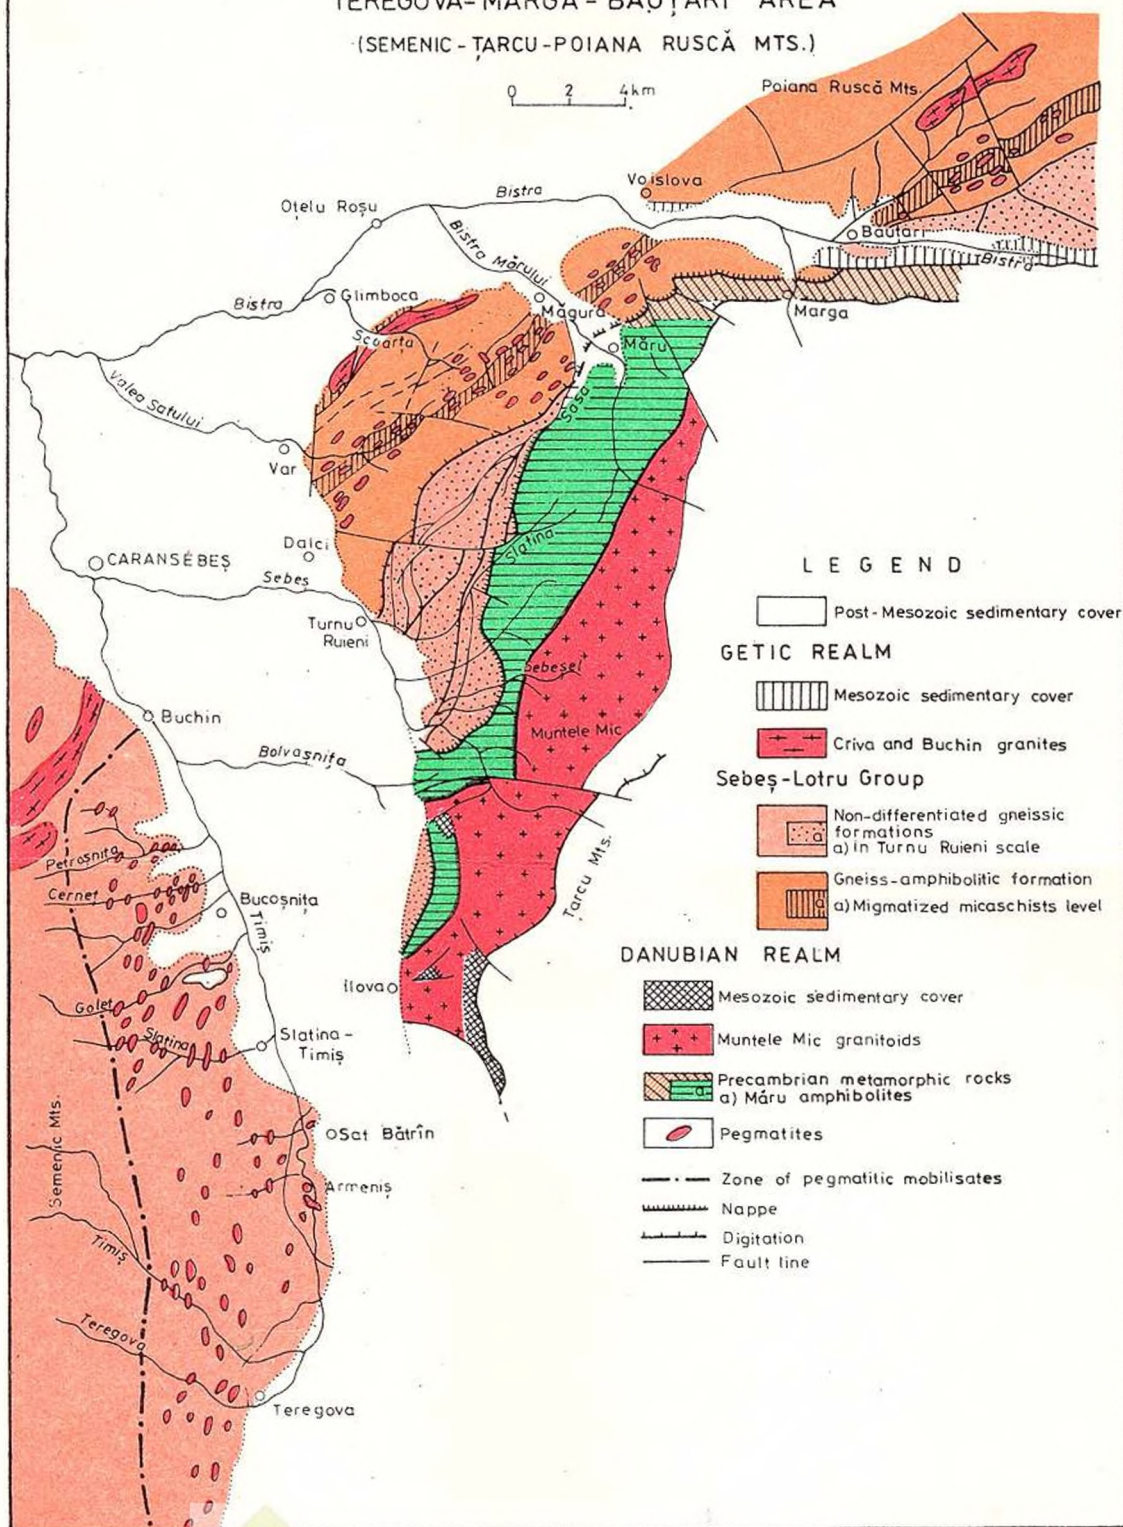 TEREGOVA-MARGA-BĂUȚARI AREA
(SEMENIC-ȚARCU-POIANA RUSCĂ MTS.)
0 2 4km
Poiana Ruscă Mts.
Voislova
Bistra
Oțelu Roșu
Băuțari
Bistra
Bistra Mărului
Bistra
Glimboca
Măgura
Marga
Scoarța
Măru
Valea Satului
Sasa
Var
Slatina
Dalci
CARANSEBEȘ
Sebeș
Turnu
Ruieni
Sebeșel
Buchin
Muntele Mic
Bolvașnița
Petroșnița
Cerneț
Bucoșnița
Timiș
Țarcu Mts.
Ilova
Goleț
Slatina
Slatina-
Timiș
Semenic Mts.
Sat Bătrîn
Armeniș
Timiș
Teregova
Teregova
LEGEND
Post-Mesozoic sedimentary cover
GETIC REALM
Mesozoic sedimentary cover
Criva and Buchin granites
Sebeș-Lotru Group
Non-differentiated gneissic
formations
a) in Turnu Ruieni scale
a
Gneiss-amphibolitic formation
a) Migmatized micaschists level
a
DANUBIAN REALM
Mesozoic sedimentary cover
Muntele Mic granitoids
Precambrian metamorphic rocks
a) Măru amphibolites
a
Pegmatites
Zone of pegmatitic mobilisates
Nappe
Digitation
Fault line